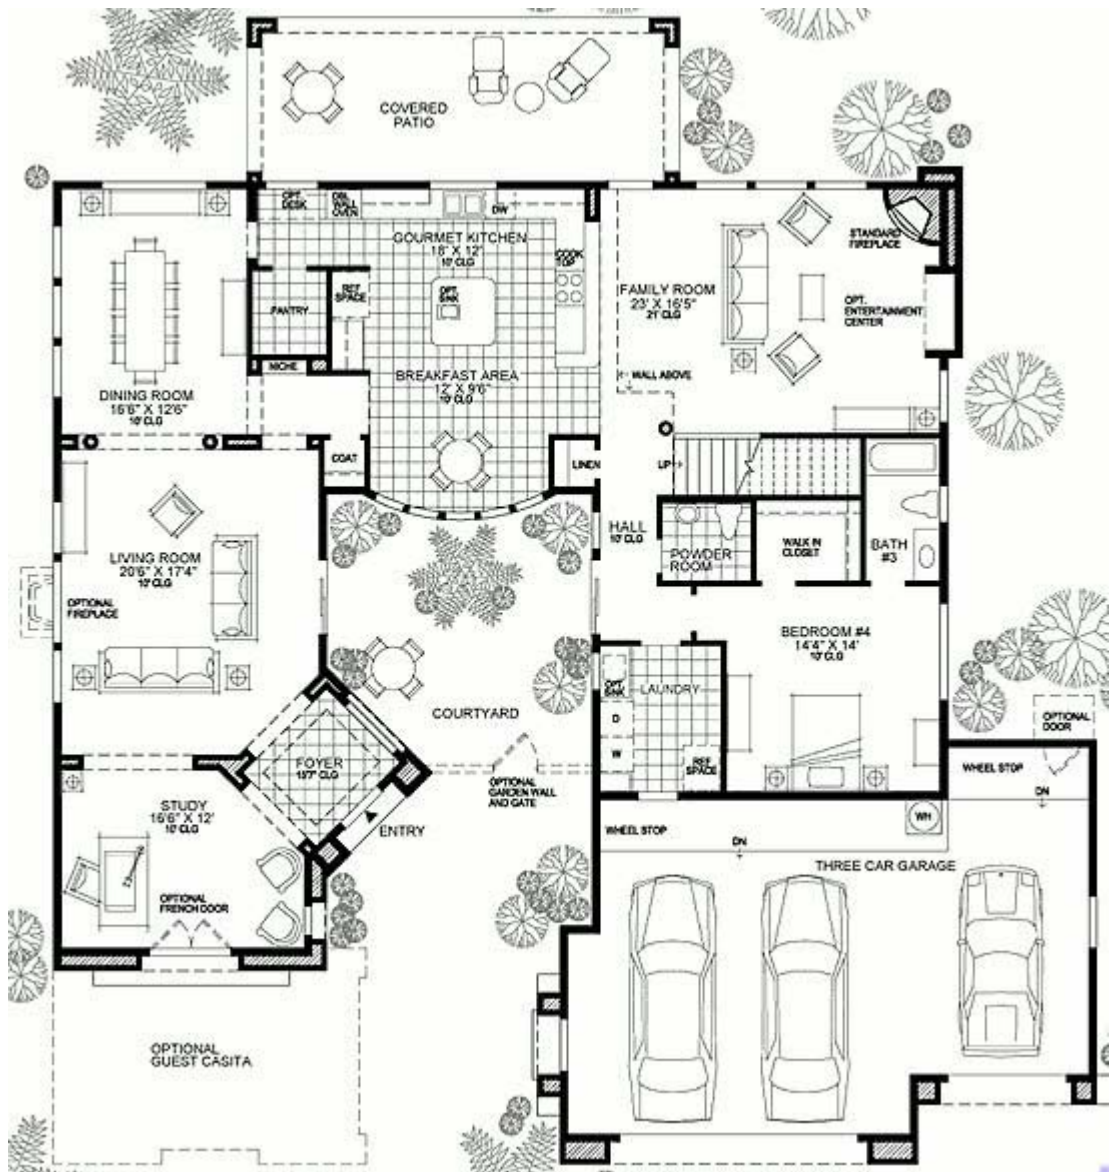 COVERED
PATIO
OPT.
DESK
DBL
WALL
OVEN
DW
GOURMET KITCHEN
18' X 12'
10' CLG
COOK
TOP
STANDARD
FIREPLACE
OPT.
SINK
REF
SPACE
PANTRY
FAMILY ROOM
23' X 16'5"
21' CLG
OPT.
ENTERTAINMENT
CENTER
NICHE
BREAKFAST AREA
12' X 9'6"
10' CLG
WALL ABOVE
DINING ROOM
16'6" X 12'6"
10' CLG
COAT
LINEN
UP
HALL
10' CLG
POWDER
ROOM
WALK IN
CLOSET
BATH
#3
LIVING ROOM
20'6" X 17'4"
10' CLG
OPTIONAL
FIREPLACE
BEDROOM #4
14'4" X 14'
10' CLG
OPT.
SINK
LAUNDRY
D
W
REF
SPACE
COURTYARD
OPTIONAL
DOOR
FOYER
13'7" CLG
OPTIONAL
GARDEN WALL
AND GATE
WHEEL STOP
DN
STUDY
16'6" X 12'
10' CLG
ENTRY
WHEEL STOP
DN
WH
THREE CAR GARAGE
OPTIONAL
FRENCH DOOR
OPTIONAL
GUEST CASITA